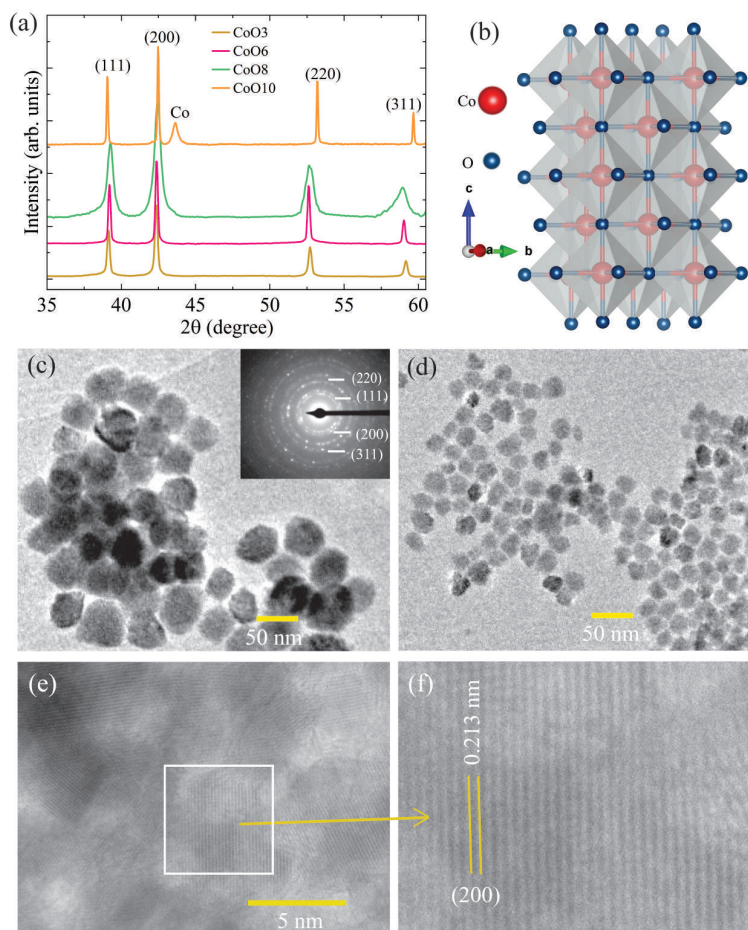 (a)
(111)
(200)
Co
(220)
(311)
CoO3
CoO6
CoO8
CoO10
Intensity (arb. units)
35
40
45
50
55
60
2θ (degree)
(b)
Co
O
c
a
b
(c)
(220)
(111)
(200)
(311)
50 nm
(d)
50 nm
(e)
5 nm
(f)
0.213 nm
(200)